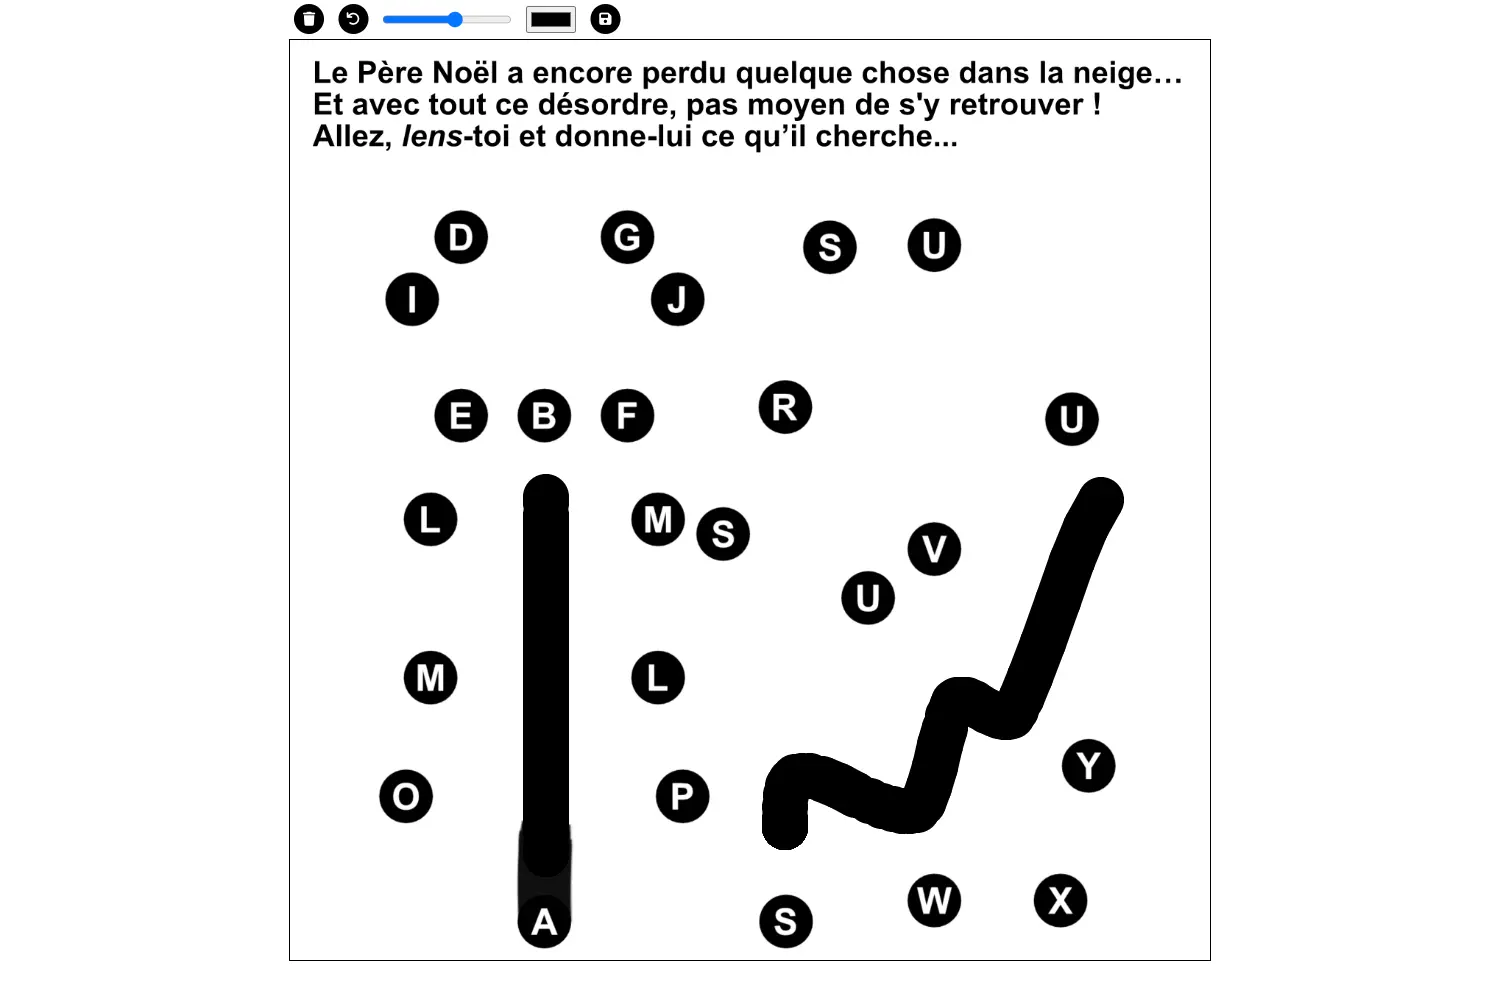 Le Père Noël a encore perdu quelque chose dans la neige…
Et avec tout ce désordre, pas moyen de s'y retrouver !
Allez, lens-toi et donne-lui ce qu’il cherche...
D G S U
I J
E B F R U
L M S V
U
M L
O P Y
A S W X